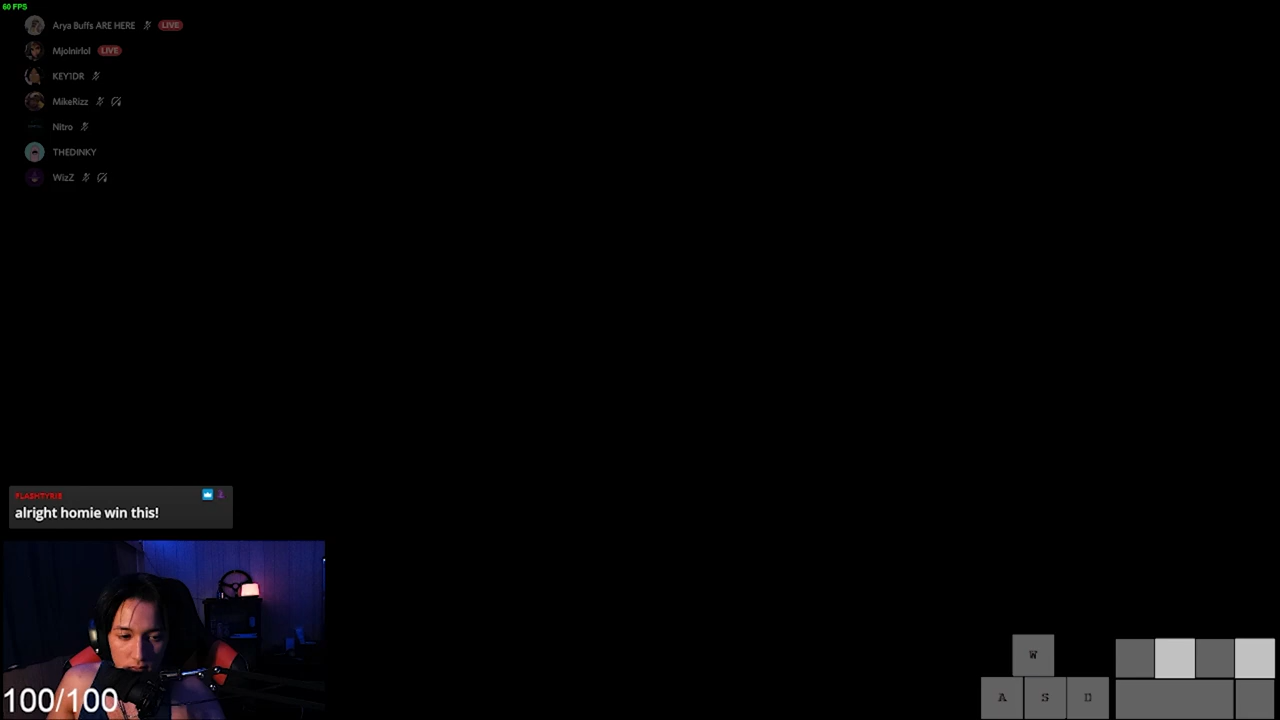 60 FPS
Arya Buffs ARE HERE LIVE
Mjolnirlol LIVE
KEY1DR
MikeRizz
Nitro
THEDINKY
WizZ
FLASHTYRIE
alright homie win this!
100/100
W
A S D